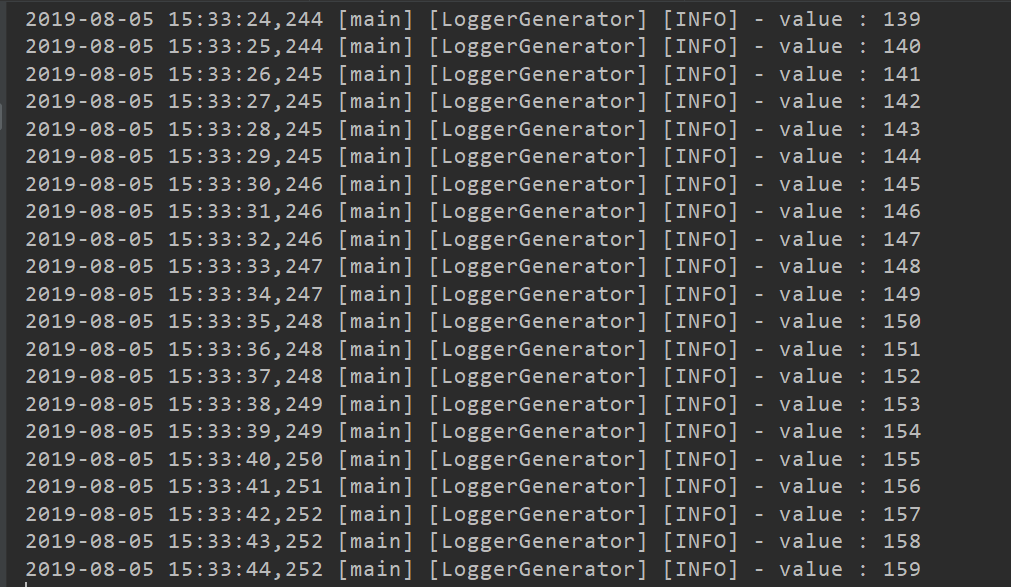 2019-08-05 15:33:24,244 [main] [LoggerGenerator] [INFO] - value : 139
2019-08-05 15:33:25,244 [main] [LoggerGenerator] [INFO] - value : 140
2019-08-05 15:33:26,245 [main] [LoggerGenerator] [INFO] - value : 141
2019-08-05 15:33:27,245 [main] [LoggerGenerator] [INFO] - value : 142
2019-08-05 15:33:28,245 [main] [LoggerGenerator] [INFO] - value : 143
2019-08-05 15:33:29,245 [main] [LoggerGenerator] [INFO] - value : 144
2019-08-05 15:33:30,246 [main] [LoggerGenerator] [INFO] - value : 145
2019-08-05 15:33:31,246 [main] [LoggerGenerator] [INFO] - value : 146
2019-08-05 15:33:32,246 [main] [LoggerGenerator] [INFO] - value : 147
2019-08-05 15:33:33,247 [main] [LoggerGenerator] [INFO] - value : 148
2019-08-05 15:33:34,247 [main] [LoggerGenerator] [INFO] - value : 149
2019-08-05 15:33:35,248 [main] [LoggerGenerator] [INFO] - value : 150
2019-08-05 15:33:36,248 [main] [LoggerGenerator] [INFO] - value : 151
2019-08-05 15:33:37,248 [main] [LoggerGenerator] [INFO] - value : 152
2019-08-05 15:33:38,249 [main] [LoggerGenerator] [INFO] - value : 153
2019-08-05 15:33:39,249 [main] [LoggerGenerator] [INFO] - value : 154
2019-08-05 15:33:40,250 [main] [LoggerGenerator] [INFO] - value : 155
2019-08-05 15:33:41,251 [main] [LoggerGenerator] [INFO] - value : 156
2019-08-05 15:33:42,252 [main] [LoggerGenerator] [INFO] - value : 157
2019-08-05 15:33:43,252 [main] [LoggerGenerator] [INFO] - value : 158
2019-08-05 15:33:44,252 [main] [LoggerGenerator] [INFO] - value : 159